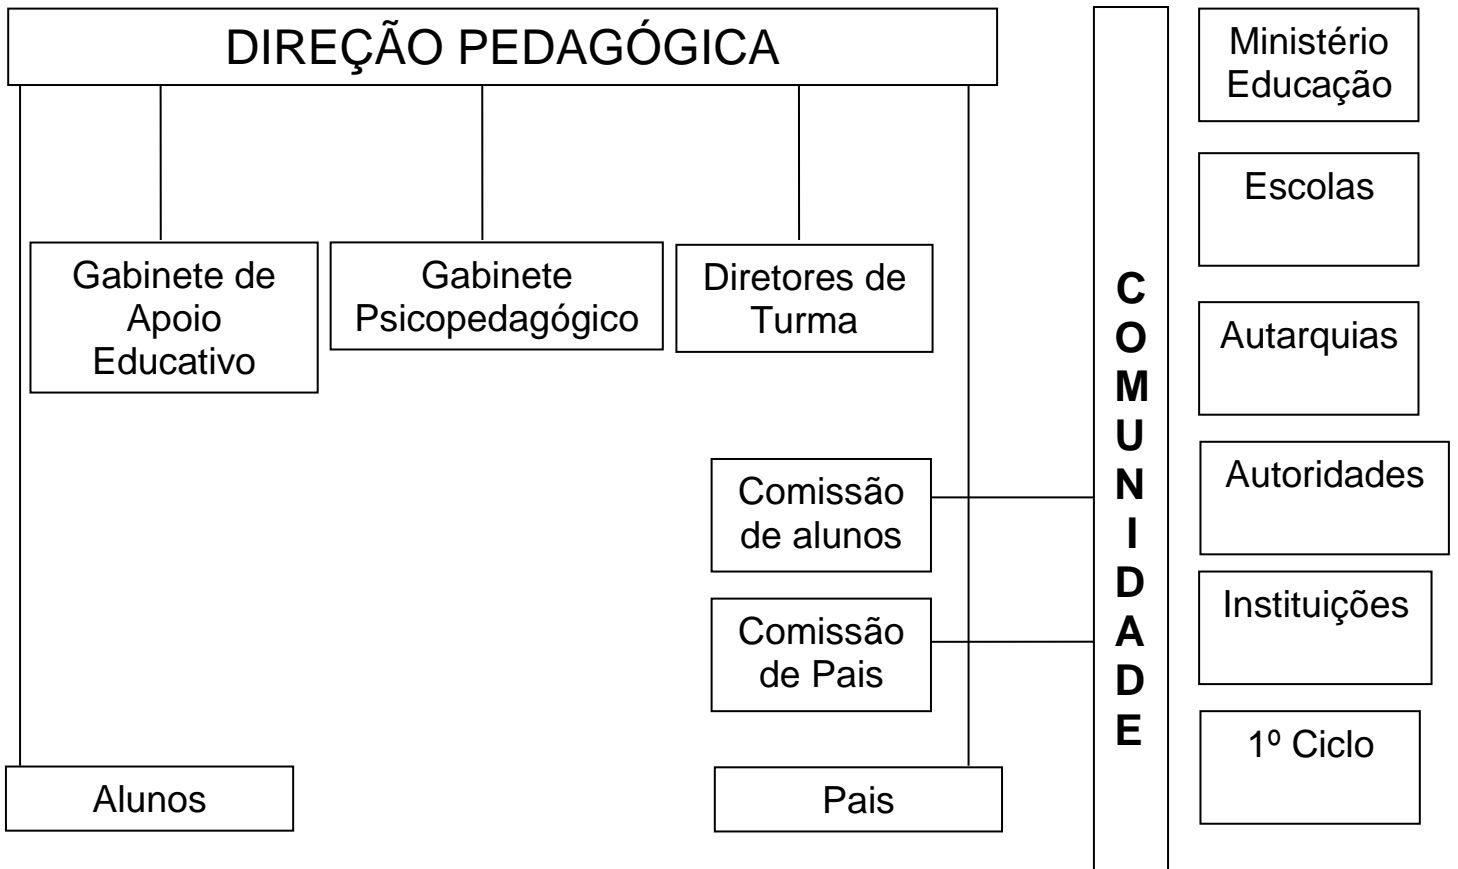 DIREÇÃO PEDAGÓGICA
Gabinete de
Apoio
Educativo
Gabinete
Psicopedagógico
Diretores de
Turma
Comissão
de alunos
Comissão
de Pais
Alunos
Pais
C
O
M
U
N
I
D
A
D
E
Ministério
Educação
Escolas
Autarquias
Autoridades
Instituições
1º Ciclo